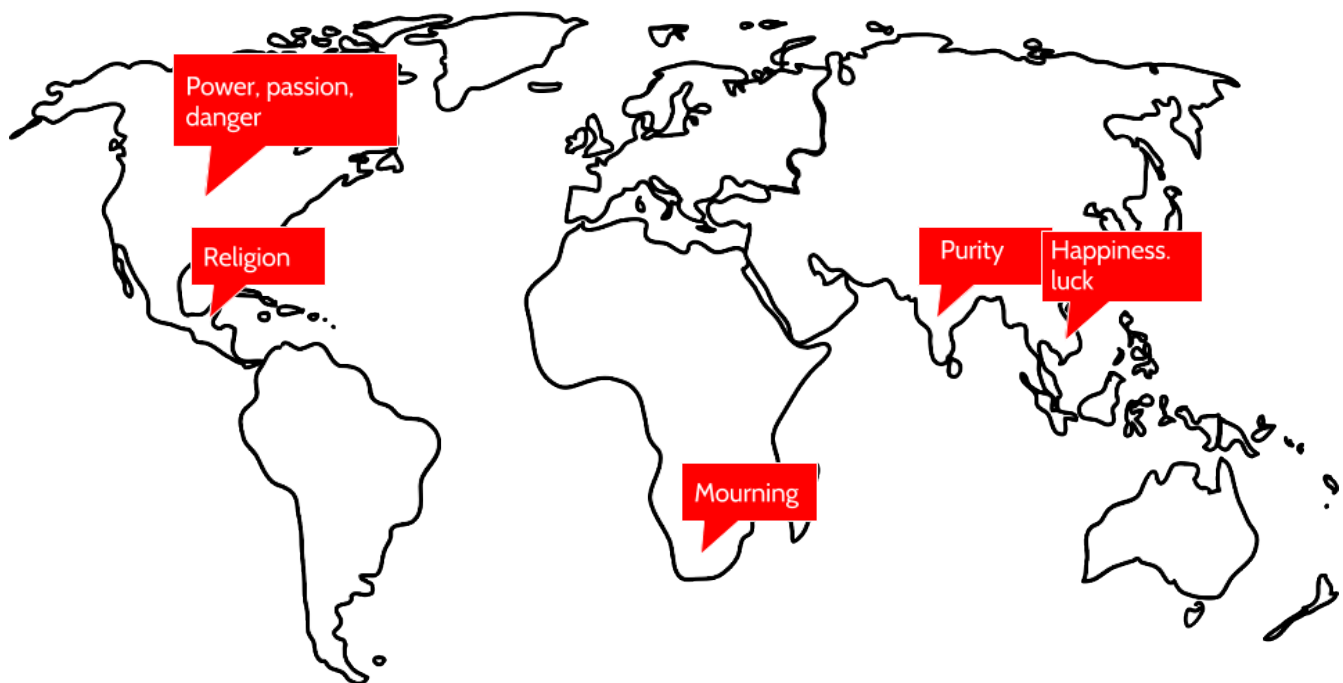 Power, passion,
danger
Religion
Purity
Happiness.
luck
Mourning